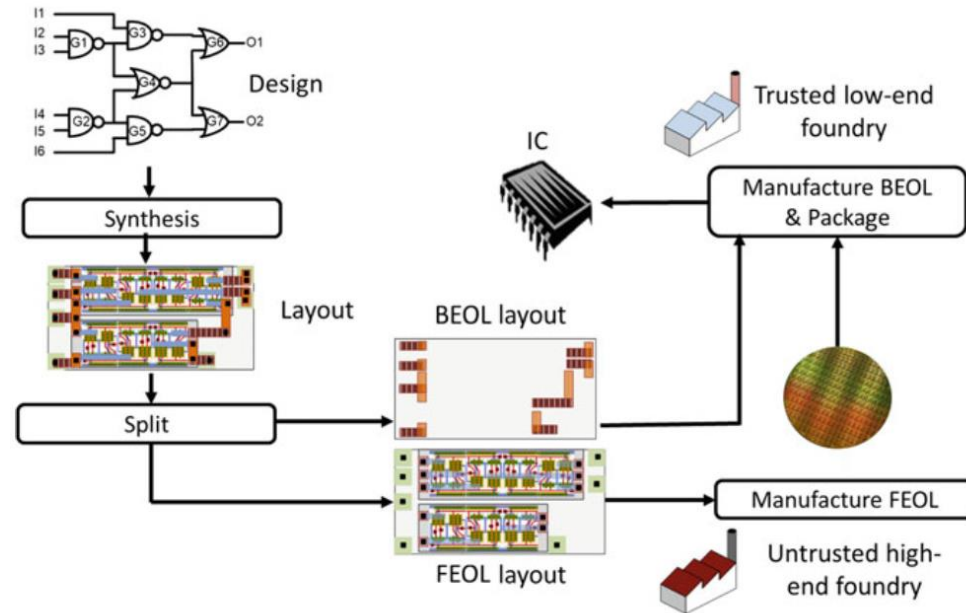 I1
I2
I3
G1
G3
G6
O1
G4
Design
I4
I5
G2
G5
G7
O2
I6
Synthesis
Layout
Split
BEOL layout
FEOL layout
IC
Trusted low-end
foundry
Manufacture BEOL
& Package
Manufacture FEOL
Untrusted high-
end foundry